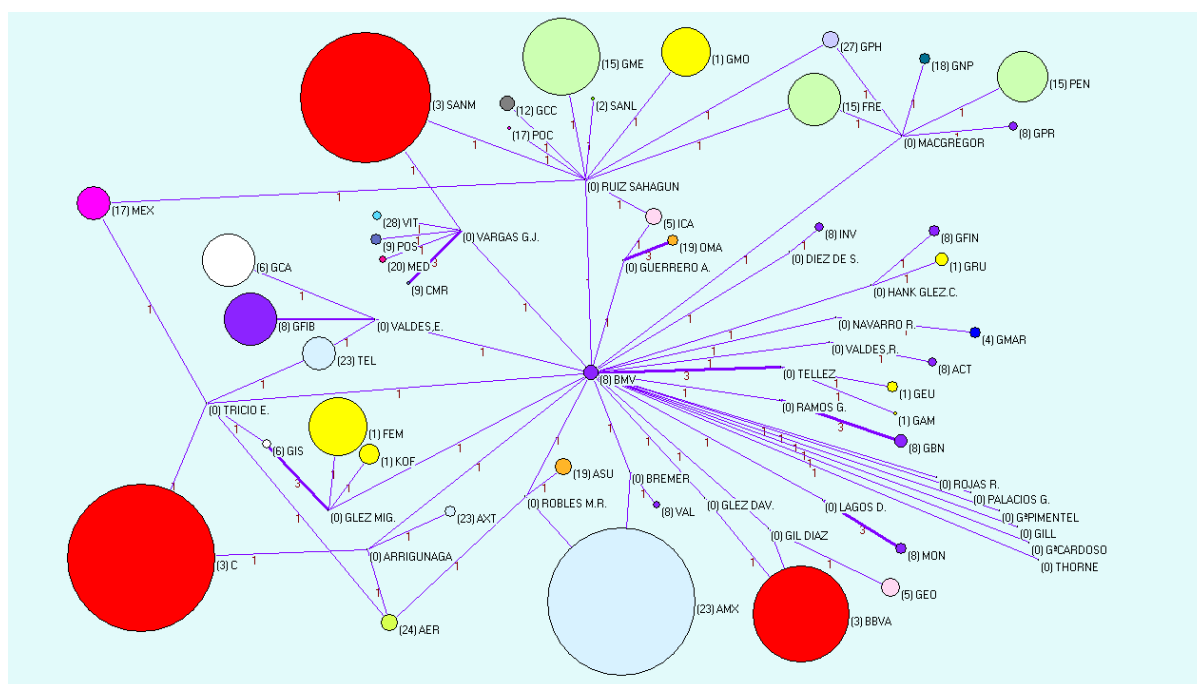 (27) GPH
(15) GME
(1) GMO
(18) GNP
(15) PEN
(3) SANM
(12) GCC
(2) SANL
(15) FRE
(17) POC
(8) GPR
(0) MACGREGOR
(0) RUIZ SAHAGUN
(17) MEX
(28) VIT
(0) VARGAS G.J.
(5) ICA
(8) INV
(8) GFIN
(9) POS
(19) OMA
(0) DIEZ DE S.
(20) MED
(0) GUERRERO A.
(1) GRU
(6) GCA
(9) CMR
(0) HANK GLEZ.C.
(8) GFIB
(0) VALDES,E.
(0) NAVARRO R.
(4) GMAR
(23) TEL
(0) VALDES,R.
(8) ACT
(8) BMV
(0) TELLEZ
(1) GEU
(0) TRICIO E.
(0) RAMOS G.
(1) GAM
(1) FEM
(6) GIS
(8) GBN
(1) KOF
(19) ASU
(0) BREMER
(0) ROJAS R.
(0) ROBLES M.R.
(0) PALACIOS G.
(8) VAL
(0) GLEZ DAV.
(0) LAGOS D.
(0) GLEZ MIG.
(23) AXT
(0) GªPIMENTEL
(0) GILL
(0) GIL DIAZ
(0) GªCARDOSO
(8) MON
(3) C
(0) ARRIGUNAGA
(0) THORNE
(5) GEO
(23) AMX
(3) BBVA
(24) AER